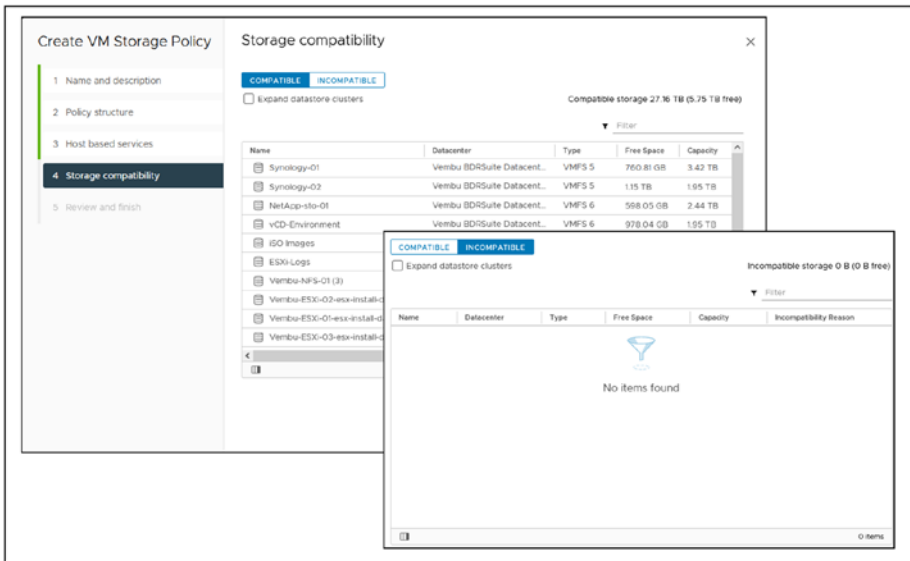 Create VM Storage Policy
1 Name and description
2 Policy structure
3 Host based services
4 Storage compatibility
5 Review and finish
Storage compatibility
COMPATIBLE INCOMPATIBLE
Expand datastore clusters Compatible storage 27.16 TB (5.75 TB free)
Filter
Name Datacenter Type Free Space Capacity
Synology-01 Vembu BDRSuite Datacent... VMFS 5 760.81 GB 3.42 TB
Synology-02 Vembu BDRSuite Datacent... VMFS 5 1.15 TB 1.95 TB
NetApp-sto-01 Vembu BDRSuite Datacent... VMFS 6 598.05 GB 2.44 TB
vCD-Environment Vembu BDRSuite Datacent... VMFS 6 978.04 GB 1.95 TB
ISO Images
ESXi-Logs
Vembu-NFS-01 (3)
Vembu-ESXi-02-esx-install-d
Vembu-ESXi-01-esx-install-d
Vembu-ESXi-03-esx-install-d
COMPATIBLE INCOMPATIBLE
Expand datastore clusters Incompatible storage 0 B (0 B free)
Filter
Name Datacenter Type Free Space Capacity Incompatibility Reason
No items found
0 items